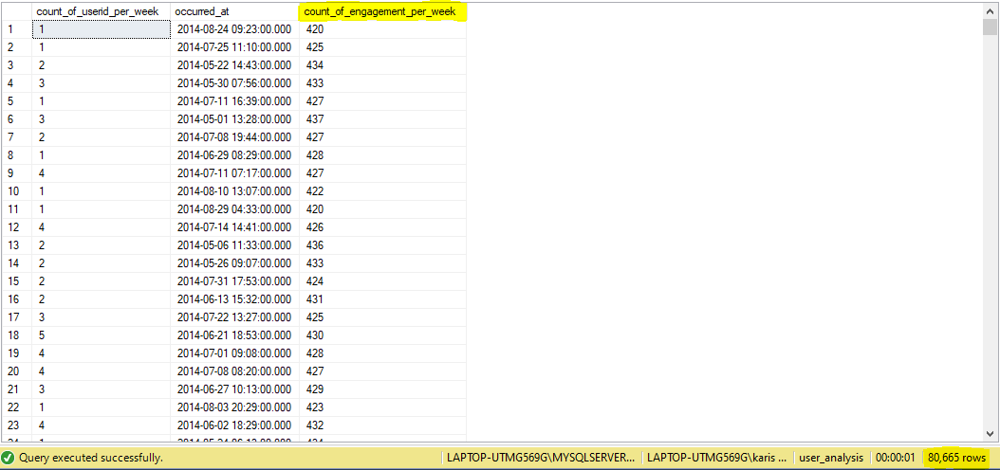 count_of_userid_per_week occurred_at count_of_engagement_per_week
1 1 2014-08-24 09:23:00.000 420
2 1 2014-07-25 11:10:00.000 425
3 2 2014-05-22 14:43:00.000 434
4 3 2014-05-30 07:56:00.000 433
5 1 2014-07-11 16:39:00.000 427
6 3 2014-05-01 13:28:00.000 437
7 2 2014-07-08 19:44:00.000 427
8 1 2014-06-29 08:29:00.000 428
9 4 2014-07-11 07:17:00.000 427
10 1 2014-08-10 13:07:00.000 422
11 1 2014-08-29 04:33:00.000 420
12 4 2014-07-14 14:41:00.000 426
13 2 2014-05-06 11:33:00.000 436
14 2 2014-05-26 09:07:00.000 433
15 2 2014-07-31 17:53:00.000 424
16 2 2014-06-13 15:32:00.000 431
17 3 2014-07-22 13:27:00.000 425
18 5 2014-06-21 18:53:00.000 430
19 4 2014-07-01 09:08:00.000 428
20 4 2014-07-08 08:20:00.000 427
21 3 2014-06-27 10:13:00.000 429
22 1 2014-08-03 20:29:00.000 423
23 4 2014-06-02 18:29:00.000 432
Query executed successfully. LAPTOP-UTMG569G\MYSQLSERVER... LAPTOP-UTMG569G\karis ... user_analysis 00:00:01 80,665 rows